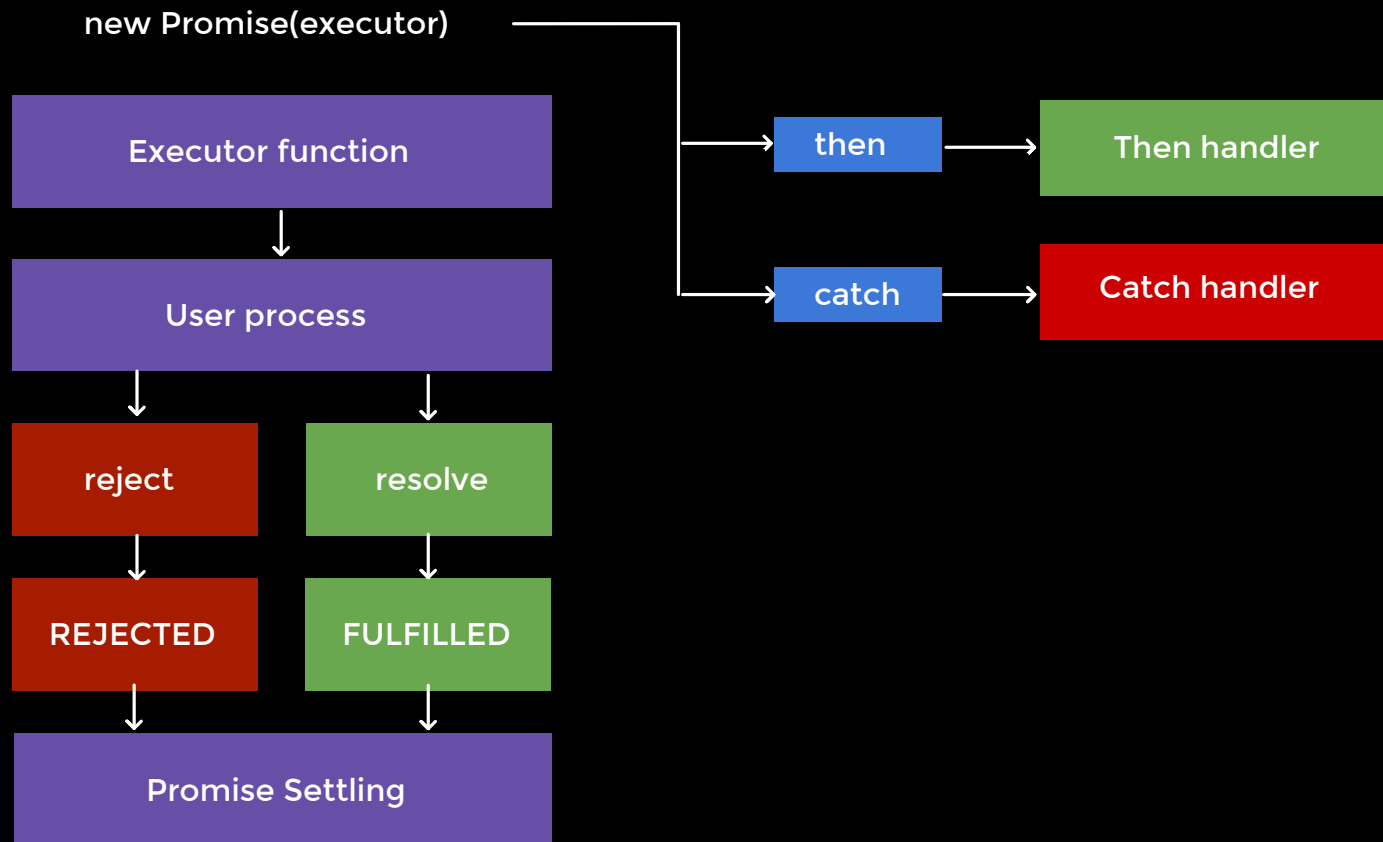 new Promise(executor)
Executor function
User process
reject
resolve
REJECTED
FULFILLED
Promise Settling
then
Then handler
catch
Catch handler